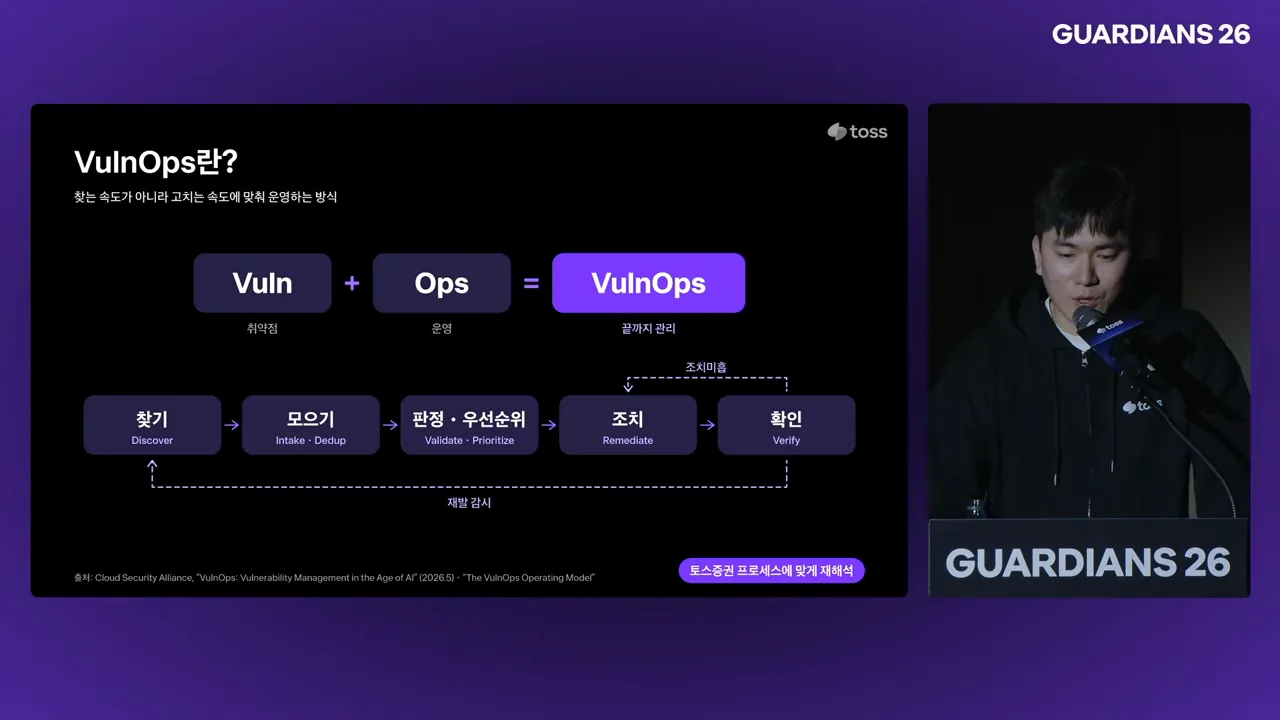 GUARDIANS 26
toss
VulnOps란?
찾는 속도가 아니라 고치는 속도에 맞춰 운영하는 방식
Vuln + Ops = VulnOps
취약점 운영 끝까지 관리
조치미흡
찾기 모으기 판정·우선순위 조치 확인
Discover Intake · Dedup Validate · Prioritize Remediate Verify
재발 감시
출처: Cloud Security Alliance, "VulnOps: Vulnerability Management in the Age of AI" (2026.5) · "The VulnOps Operating Model"
토스증권 프로세스에 맞게 재해석
toss
toss
GUARDIANS 26